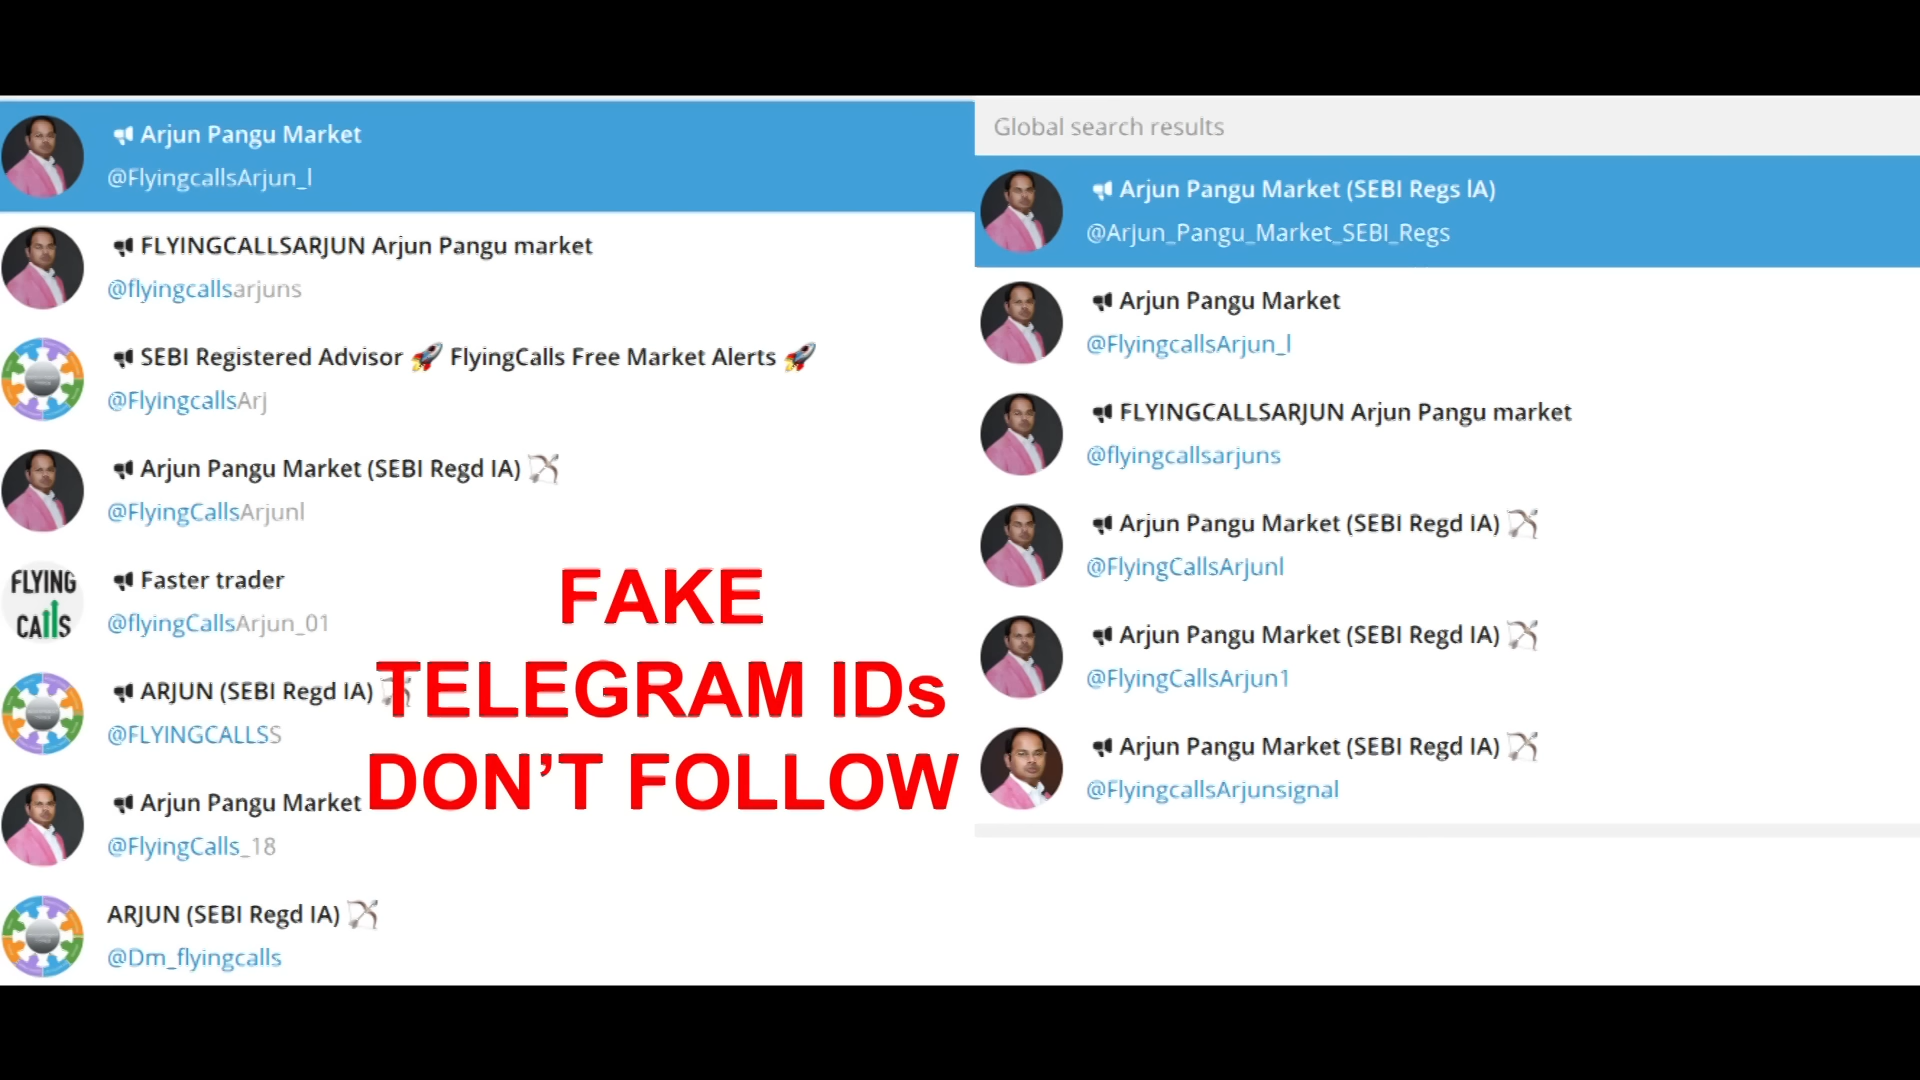 Arjun Pangu Market
@FlyingcallsArjun_l
FLYINGCALLSARJUN Arjun Pangu market
@flyingcallsarjuns
SEBI Registered Advisor 🚀 FlyingCalls Free Market Alerts 🚀
@FlyingcallsArj
Arjun Pangu Market (SEBI Regd IA) 🏹
@FlyingCallsArjunl
FLYING
CAllS
Faster trader
@flyingCallsArjun_01
ARJUN (SEBI Regd IA) 🏹
@FLYINGCALLSS
Arjun Pangu Market
@FlyingCalls_18
ARJUN (SEBI Regd IA) 🏹
@Dm_flyingcalls
FAKE
TELEGRAM IDs
DON'T FOLLOW
Global search results
Arjun Pangu Market (SEBI Regs lA)
@Arjun_Pangu_Market_SEBI_Regs
Arjun Pangu Market
@FlyingcallsArjun_l
FLYINGCALLSARJUN Arjun Pangu market
@flyingcallsarjuns
Arjun Pangu Market (SEBI Regd IA) 🏹
@FlyingCallsArjunl
Arjun Pangu Market (SEBI Regd IA) 🏹
@FlyingCallsArjun1
Arjun Pangu Market (SEBI Regd IA) 🏹
@FlyingcallsArjunsignal